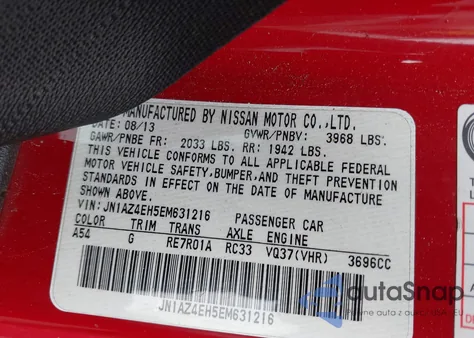 MANUFACTURED BY NISSAN MOTOR CO.,LTD.
DATE: 08/13 GVWR/PNBV: 3968 LBS.
GAWR/PNBE FR: 2033 LBS. RR: 1942 LBS.
THIS VEHICLE CONFORMS TO ALL APPLICABLE FEDERAL
MOTOR VEHICLE SAFETY,BUMPER,AND THEFT PREVENTION
STANDARDS IN EFFECT ON THE DATE OF MANUFACTURE
SHOWN ABOVE.
VIN: JN1AZ4EH5EM631216 PASSENGER CAR
COLOR TRIM TRANS AXLE ENGINE
A54 G RE7R01A RC33 VQ37(VHR) 3696CC
JN1AZ4EH5EM631216
autoSnap